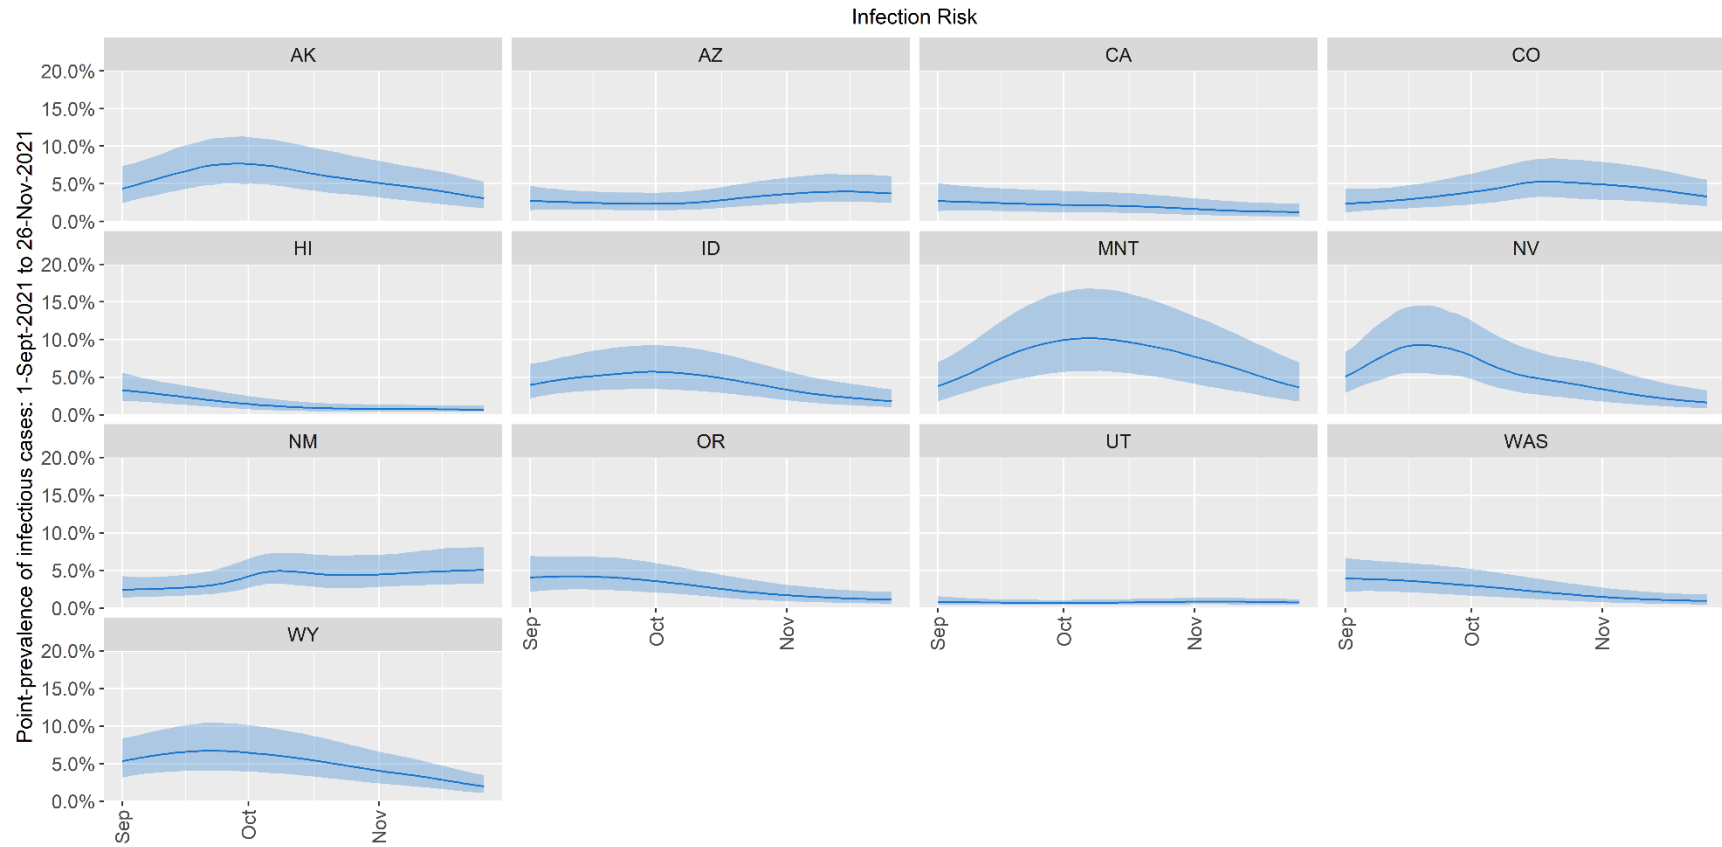 Infection Risk
Point-prevalence of infectious cases: 1-Sept-2021 to 26-Nov-2021
AK
AZ
CA
CO
20.0%
15.0%
10.0%
5.0%
0.0%
HI
ID
MNT
NV
20.0%
15.0%
10.0%
5.0%
0.0%
NM
OR
UT
WAS
20.0%
15.0%
10.0%
5.0%
0.0%
Sep
Oct
Nov
Sep
Oct
Nov
Sep
Oct
Nov
WY
20.0%
15.0%
10.0%
5.0%
0.0%
Sep
Oct
Nov